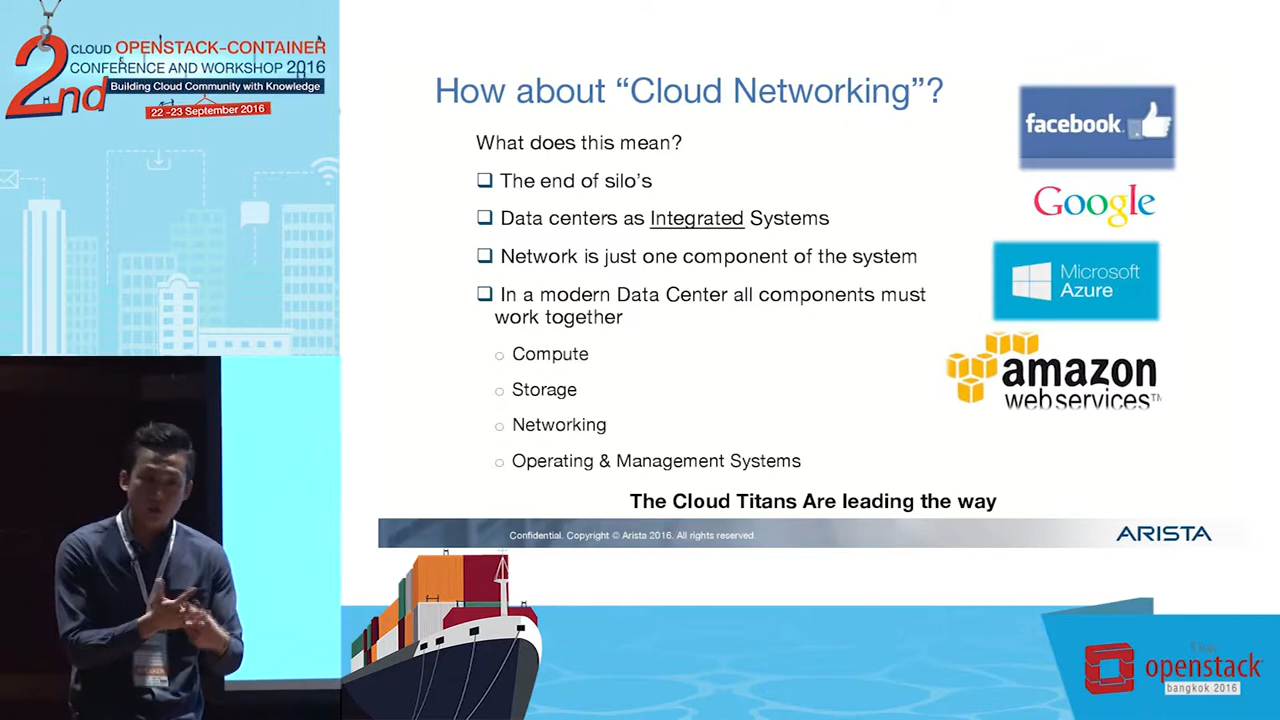 2nd
CLOUD OPENSTACK-CONTAINER
CONFERENCE AND WORKSHOP 2016
Building Cloud Community with Knowledge
22 -23 September 2016
How about “Cloud Networking”?
What does this mean?
The end of silo’s
Data centers as Integrated Systems
Network is just one component of the system
In a modern Data Center all components must
work together
Compute
Storage
Networking
Operating & Management Systems
The Cloud Titans Are leading the way
facebook.
Google
Microsoft
Azure
amazon
webservices™
Confidential. Copyright © Arista 2016. All rights reserved.
ARISTA
Thai
openstack
bangkok 2016